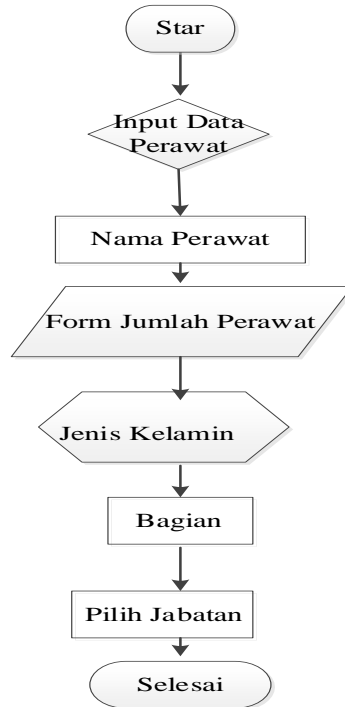 Star
Input Data
Perawat
Nama Perawat
Form Jumlah Perawat
Jenis Kelamin
Bagian
Pilih Jabatan
Selesai